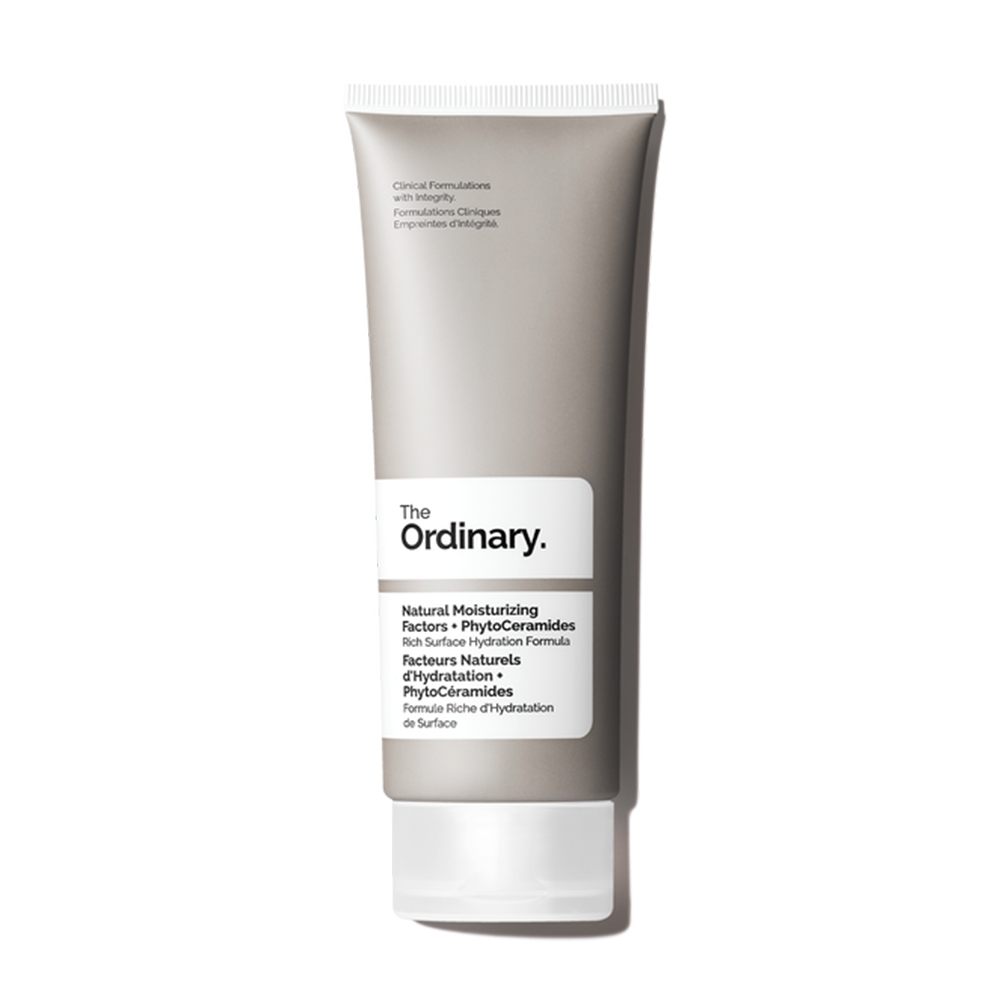 Clinical Formulations
with Integrity.
Formulations Cliniques
Empreintes d'Intégrité.
The
Ordinary.
Natural Moisturizing
Factors + PhytoCeramides
Rich Surface Hydration Formula
Facteurs Naturels
d'Hydratation +
PhytoCéramides
Formule Riche d'Hydratation
de Surface